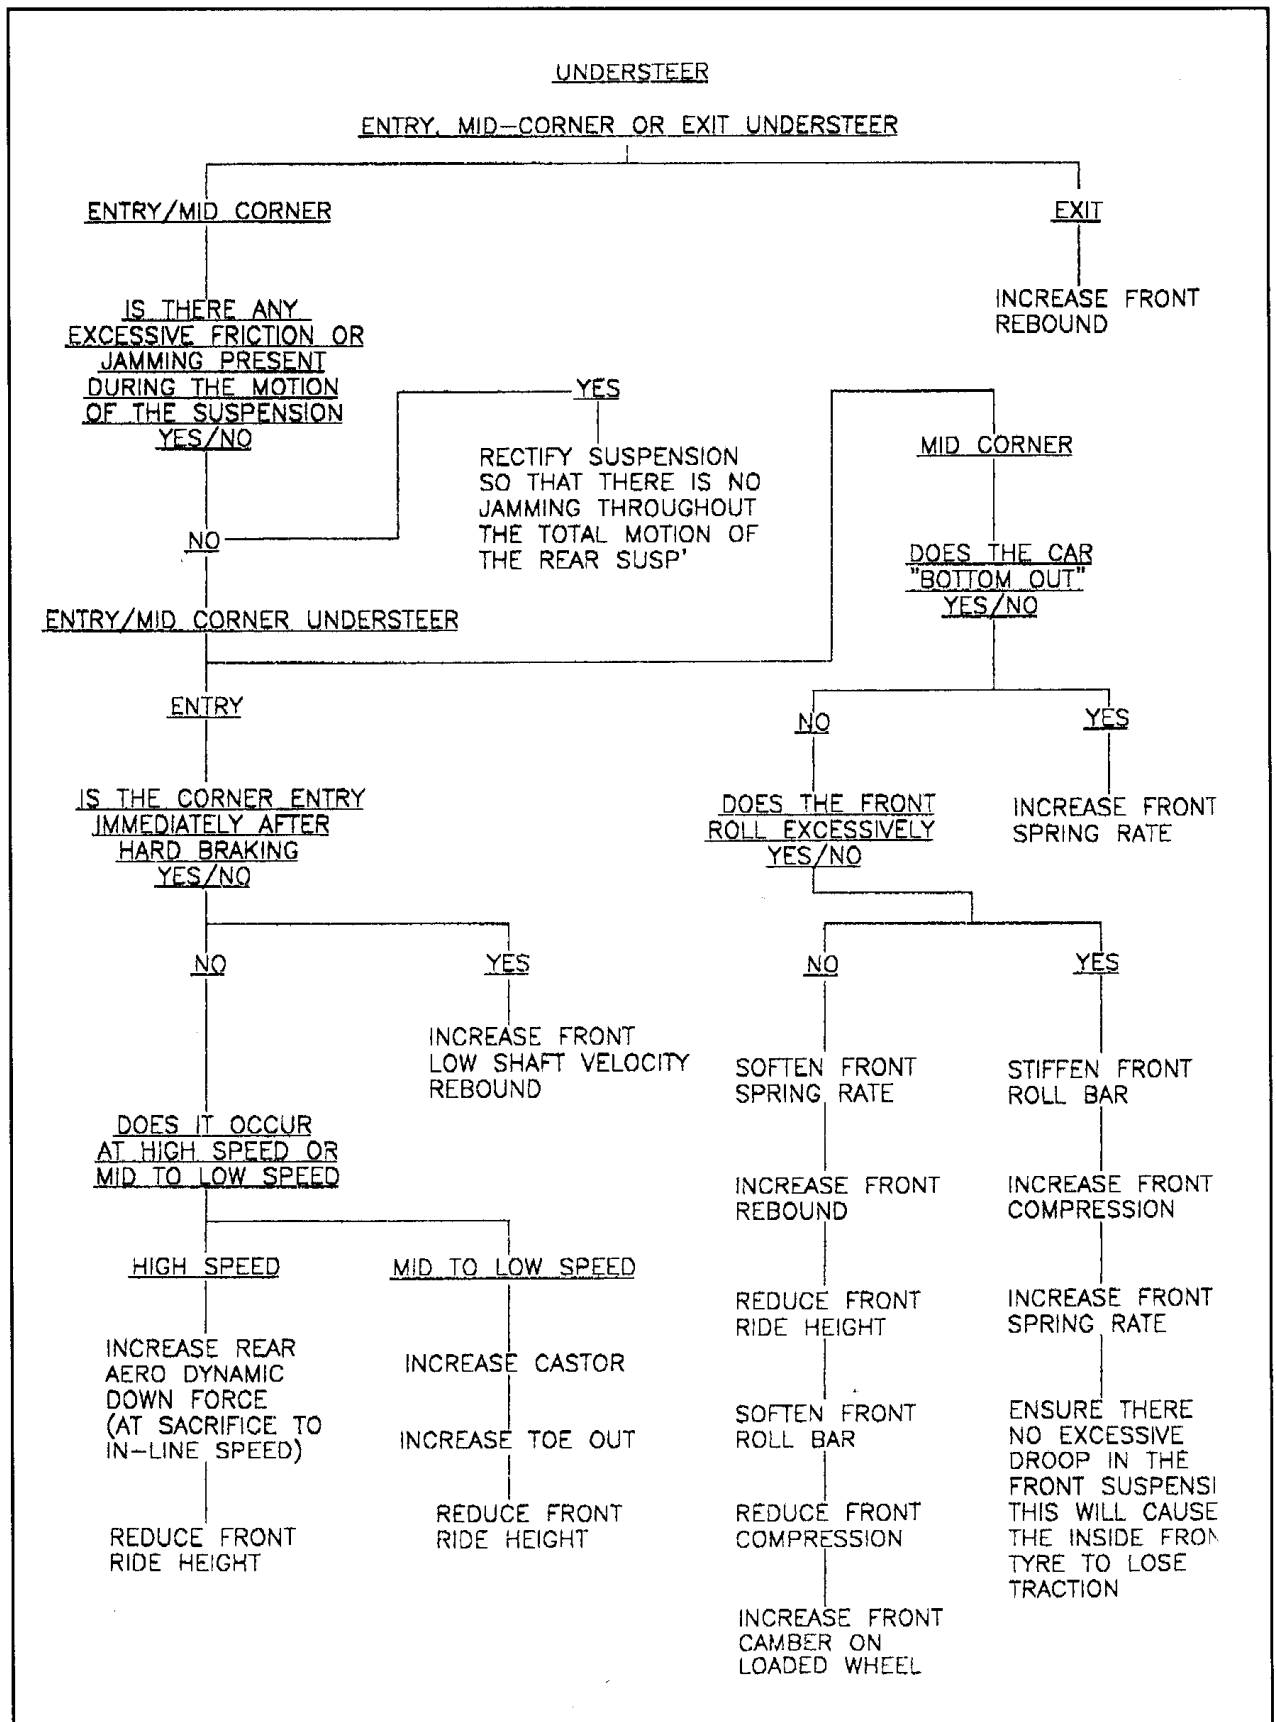 UNDERSTEER
ENTRY, MID-CORNER OR EXIT UNDERSTEER
ENTRY/MID CORNER
EXIT
INCREASE FRONT
REBOUND
IS THERE ANY
EXCESSIVE FRICTION OR
JAMMING PRESENT
DURING THE MOTION
OF THE SUSPENSION
YES/NO
YES
RECTIFY SUSPENSION
SO THAT THERE IS NO
JAMMING THROUGHOUT
THE TOTAL MOTION OF
THE REAR SUSP'
NO
ENTRY/MID CORNER UNDERSTEER
MID CORNER
DOES THE CAR
"BOTTOM OUT"
YES/NO
ENTRY
NO
YES
IS THE CORNER ENTRY
IMMEDIATELY AFTER
HARD BRAKING
YES/NO
DOES THE FRONT
ROLL EXCESSIVELY
YES/NO
INCREASE FRONT
SPRING RATE
NO
YES
INCREASE FRONT
LOW SHAFT VELOCITY
REBOUND
DOES IT OCCUR
AT HIGH SPEED OR
MID TO LOW SPEED
HIGH SPEED
MID TO LOW SPEED
INCREASE REAR
AERO DYNAMIC
DOWN FORCE
(AT SACRIFICE TO
IN-LINE SPEED)
REDUCE FRONT
RIDE HEIGHT
INCREASE CASTOR
INCREASE TOE OUT
REDUCE FRONT
RIDE HEIGHT
NO
YES
SOFTEN FRONT
SPRING RATE
INCREASE FRONT
REBOUND
REDUCE FRONT
RIDE HEIGHT
SOFTEN FRONT
ROLL BAR
REDUCE FRONT
COMPRESSION
INCREASE FRONT
CAMBER ON
LOADED WHEEL
STIFFEN FRONT
ROLL BAR
INCREASE FRONT
COMPRESSION
INCREASE FRONT
SPRING RATE
ENSURE THERE
NO EXCESSIVE
DROOP IN THE
FRONT SUSPENSI
THIS WILL CAUSE
THE INSIDE FRON
TYRE TO LOSE
TRACTION